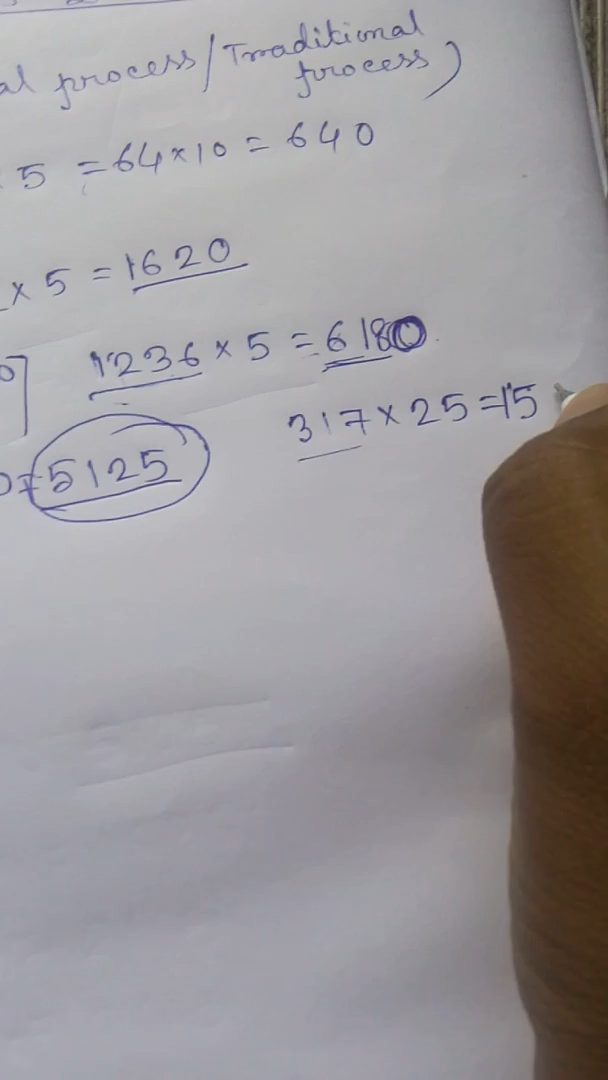 al process/Traditional
process)
5 = 64×10 = 640
× 5 = 1620
1236 × 5 = 6180
317 × 25 = 15
5125